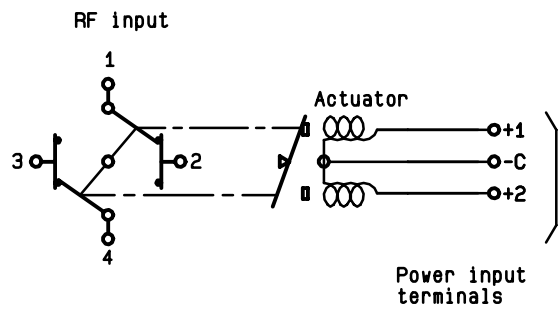 RF input
1
Actuator
+1
3
2
-C
+2
4
Power input
terminals